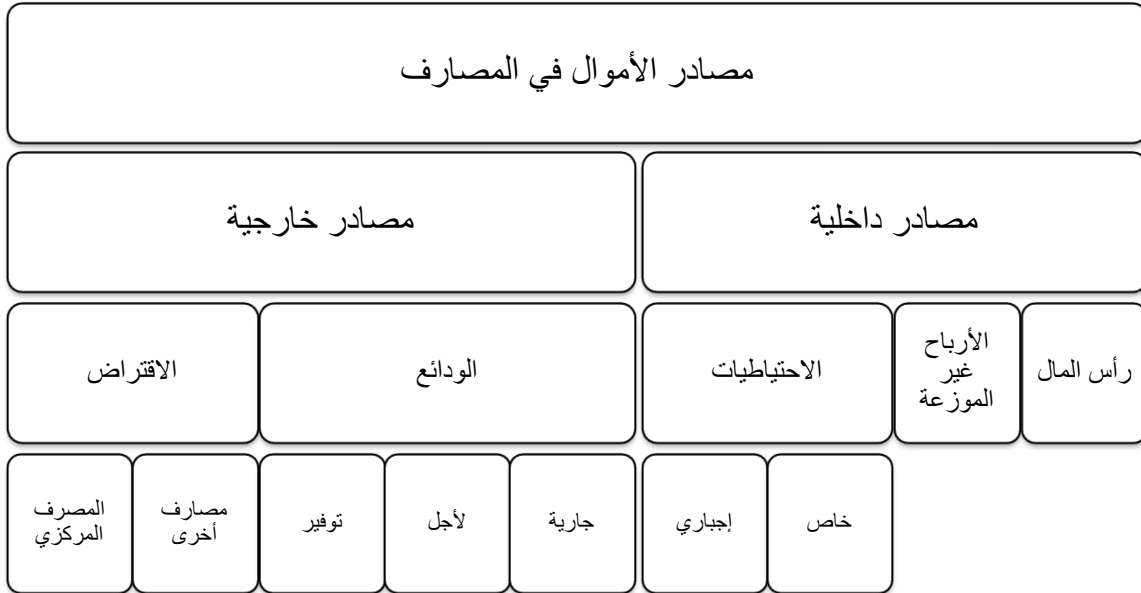 مصادر الأموال في المصارف
مصادر داخلية
مصادر خارجية
رأس المال
الأرباح
غير
الموزعة
الاحتياطيات
الودائع
الاقتراض
خاص
إجباري
جارية
لأجل
توفير
مصارف
أخرى
المصرف
المركزي